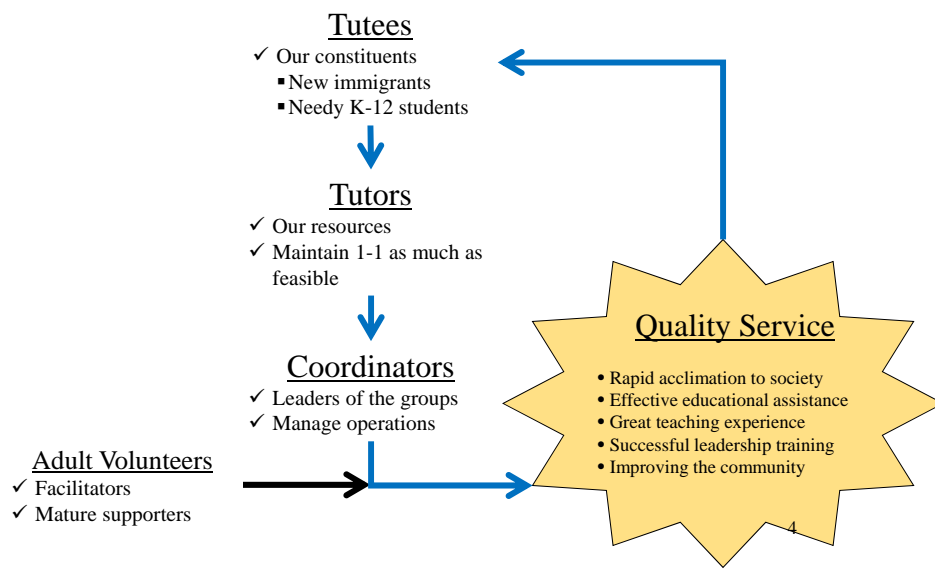 Tutees
✓ Our constituents
▪ New immigrants
▪ Needy K-12 students
Tutors
✓ Our resources
✓ Maintain 1-1 as much as
feasible
Coordinators
✓ Leaders of the groups
✓ Manage operations
Adult Volunteers
✓ Facilitators
✓ Mature supporters
Quality Service
• Rapid acclimation to society
• Effective educational assistance
• Great teaching experience
• Successful leadership training
• Improving the community
4